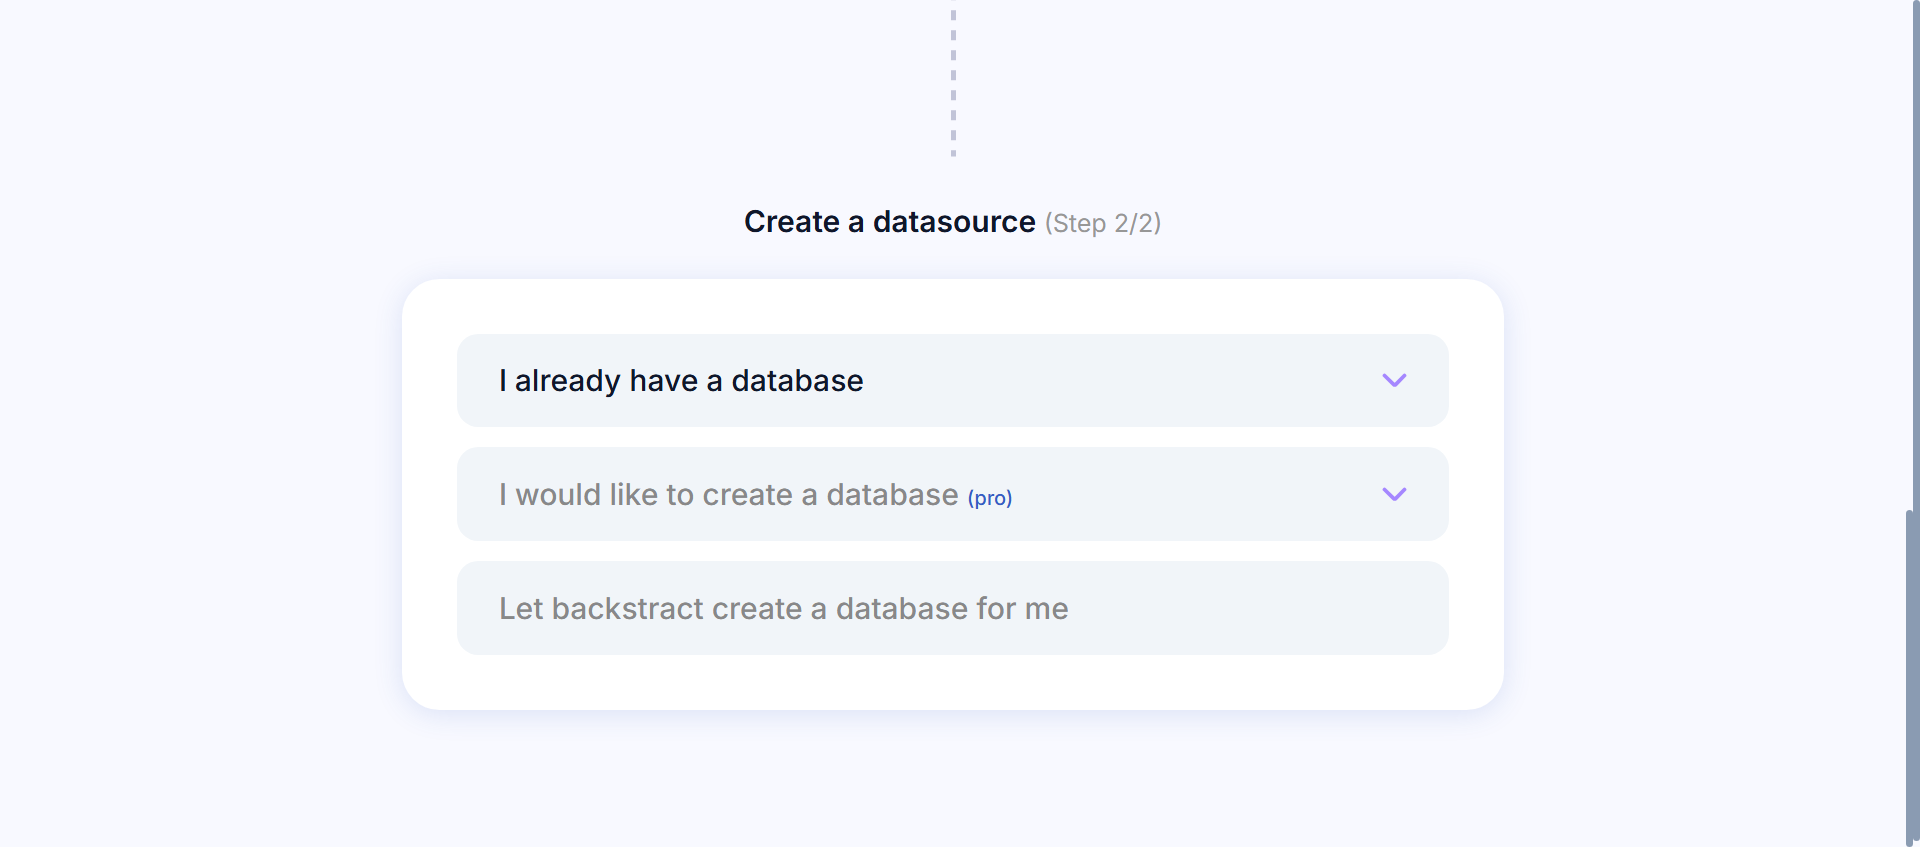 Create a datasource (Step 2/2)
I already have a database
I would like to create a database (pro)
Let backstract create a database for me